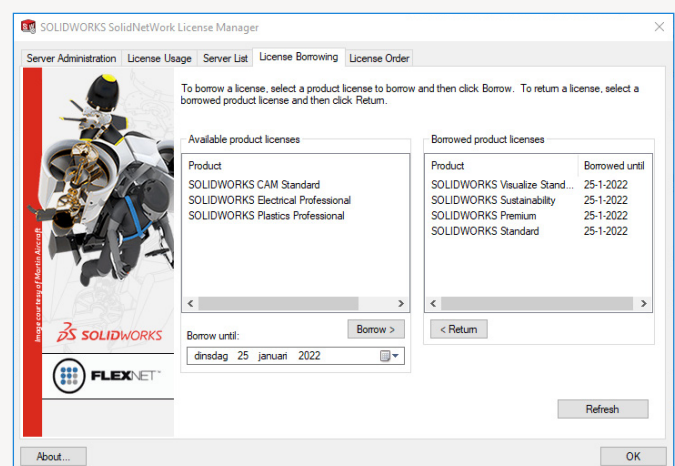 SOLIDWORKS SolidNetWork License Manager
Server Administration License Usage Server List License Borrowing License Order
To borrow a license, select a product license to borrow and then click Borrow. To return a license, select a
borrowed product license and then click Return.
Available product licenses
Product
SOLIDWORKS CAM Standard
SOLIDWORKS Electrical Professional
SOLIDWORKS Plastics Professional
Borrow >
Borrow until:
dinsdag 25 januari 2022
Borrowed product licenses
Product Borrowed until
SOLIDWORKS Visualize Stand... 25-1-2022
SOLIDWORKS Sustainability 25-1-2022
SOLIDWORKS Premium 25-1-2022
SOLIDWORKS Standard 25-1-2022
< Return
Image courtesy of Martin Aircraft
SOLIDWORKS
FLEXNET
Refresh
About...
OK